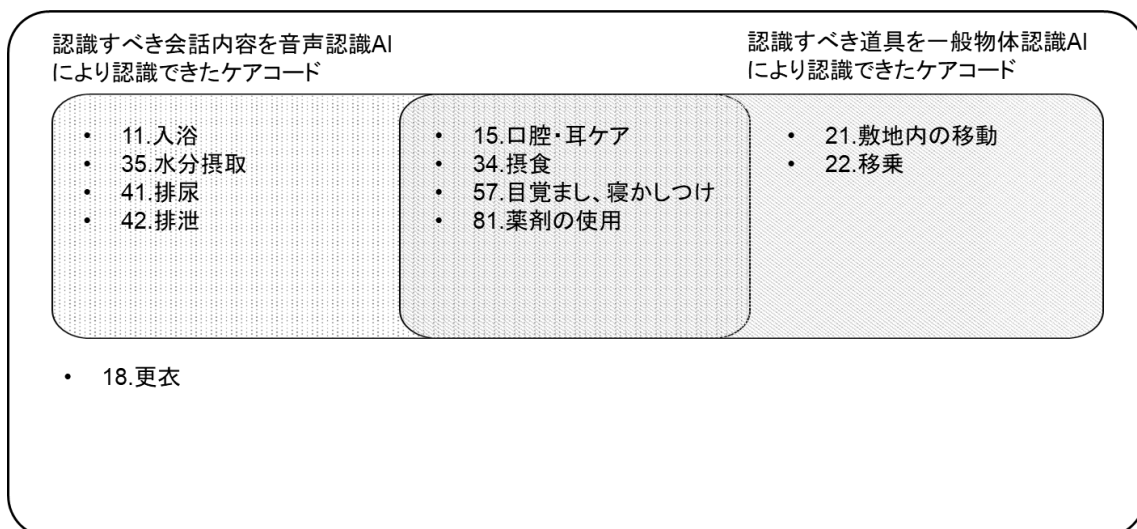 認識すべき会話内容を音声認識AI
により認識できたケアコード
認識すべき道具を一般物体認識AI
により認識できたケアコード
• 11.入浴
• 35.水分摂取
• 41.排尿
• 42.排泄
• 15.口腔・耳ケア
• 34.摂食
• 57.目覚まし、寝かしつけ
• 81.薬剤の使用
• 21.敷地内の移動
• 22.移乗
• 18.更衣